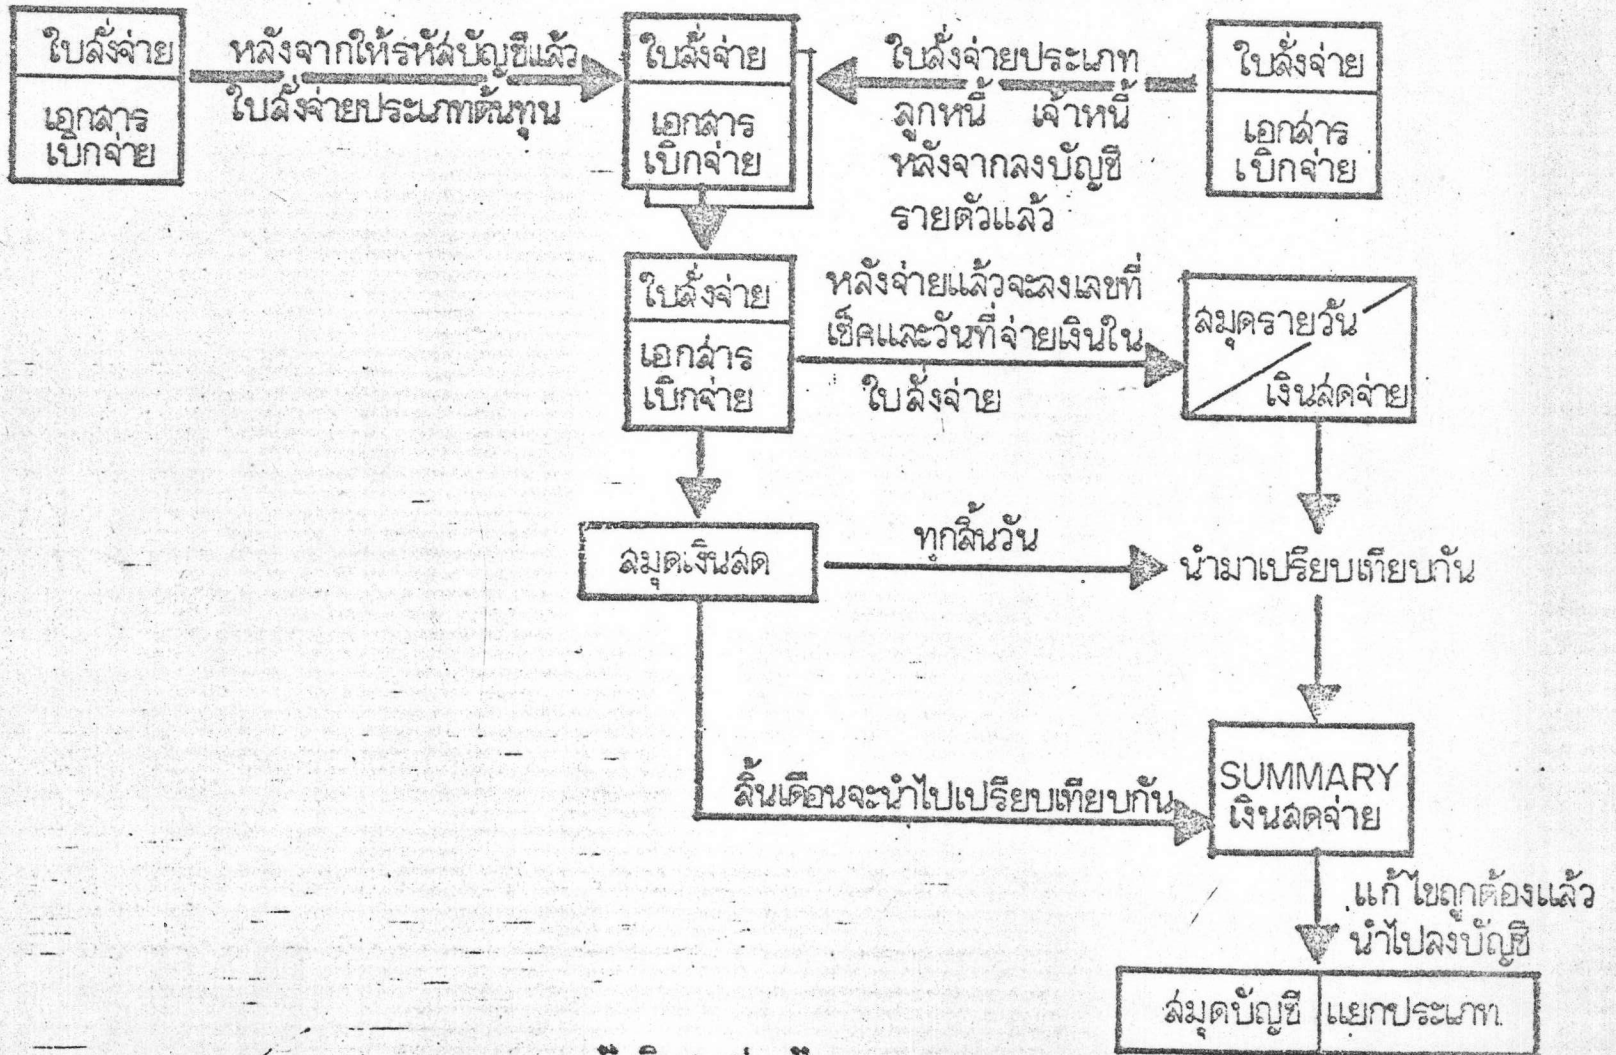 ใบสั่งจ่าย
เอกสาร
เบิกจ่าย
หลังจากให้รหัสบัญชีแล้ว
ใบสั่งจ่ายประเภทต้นทุน
ใบสั่งจ่าย
เอกสาร
เบิกจ่าย
ใบสั่งจ่ายประเภท
ลูกหนี้ เจ้าหนี้
หลังจากลงบัญชี
รายตัวแล้ว
ใบสั่งจ่าย
เอกสาร
เบิกจ่าย
ใบสั่งจ่าย
เอกสาร
เบิกจ่าย
หลังจ่ายแล้วจะลงเลขที่
เช็คและวันที่จ่ายเงินใน
ใบสั่งจ่าย
สมุดรายวัน
เงินสดจ่าย
สมุดเงินสด
ทุกสิ้นวัน
นำมาเปรียบเทียบกัน
สิ้นเดือนจะนำไปเปรียบเทียบกัน
SUMMARY
เงินสดจ่าย
แก้ไขถูกต้องแล้ว
นำไปลงบัญชี
สมุดบัญชี แยกประเภท